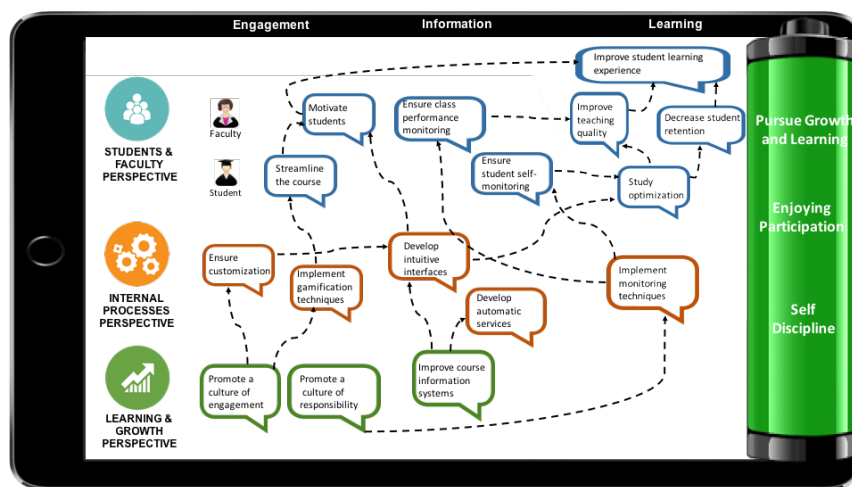 Engagement
Information
Learning
Improve student learning
experience
Motivate
students
Ensure class
performance
monitoring
Improve
teaching
quality
Decrease student
retention
Faculty
STUDENTS &
FACULTY
PERSPECTIVE
Student
Streamline
the course
Ensure
student self-
monitoring
Study
optimization
Pursue Growth
and Learning
Enjoying
Participation
Self
Discipline
INTERNAL
PROCESSES
PERSPECTIVE
Ensure
customization
Implement
gamification
techniques
Develop
intuitive
interfaces
Develop
automatic
services
Implement
monitoring
techniques
LEARNING &
GROWTH
PERSPECTIVE
Promote a
culture of
engagement
Promote a
culture of
responsibility
Improve course
information
systems